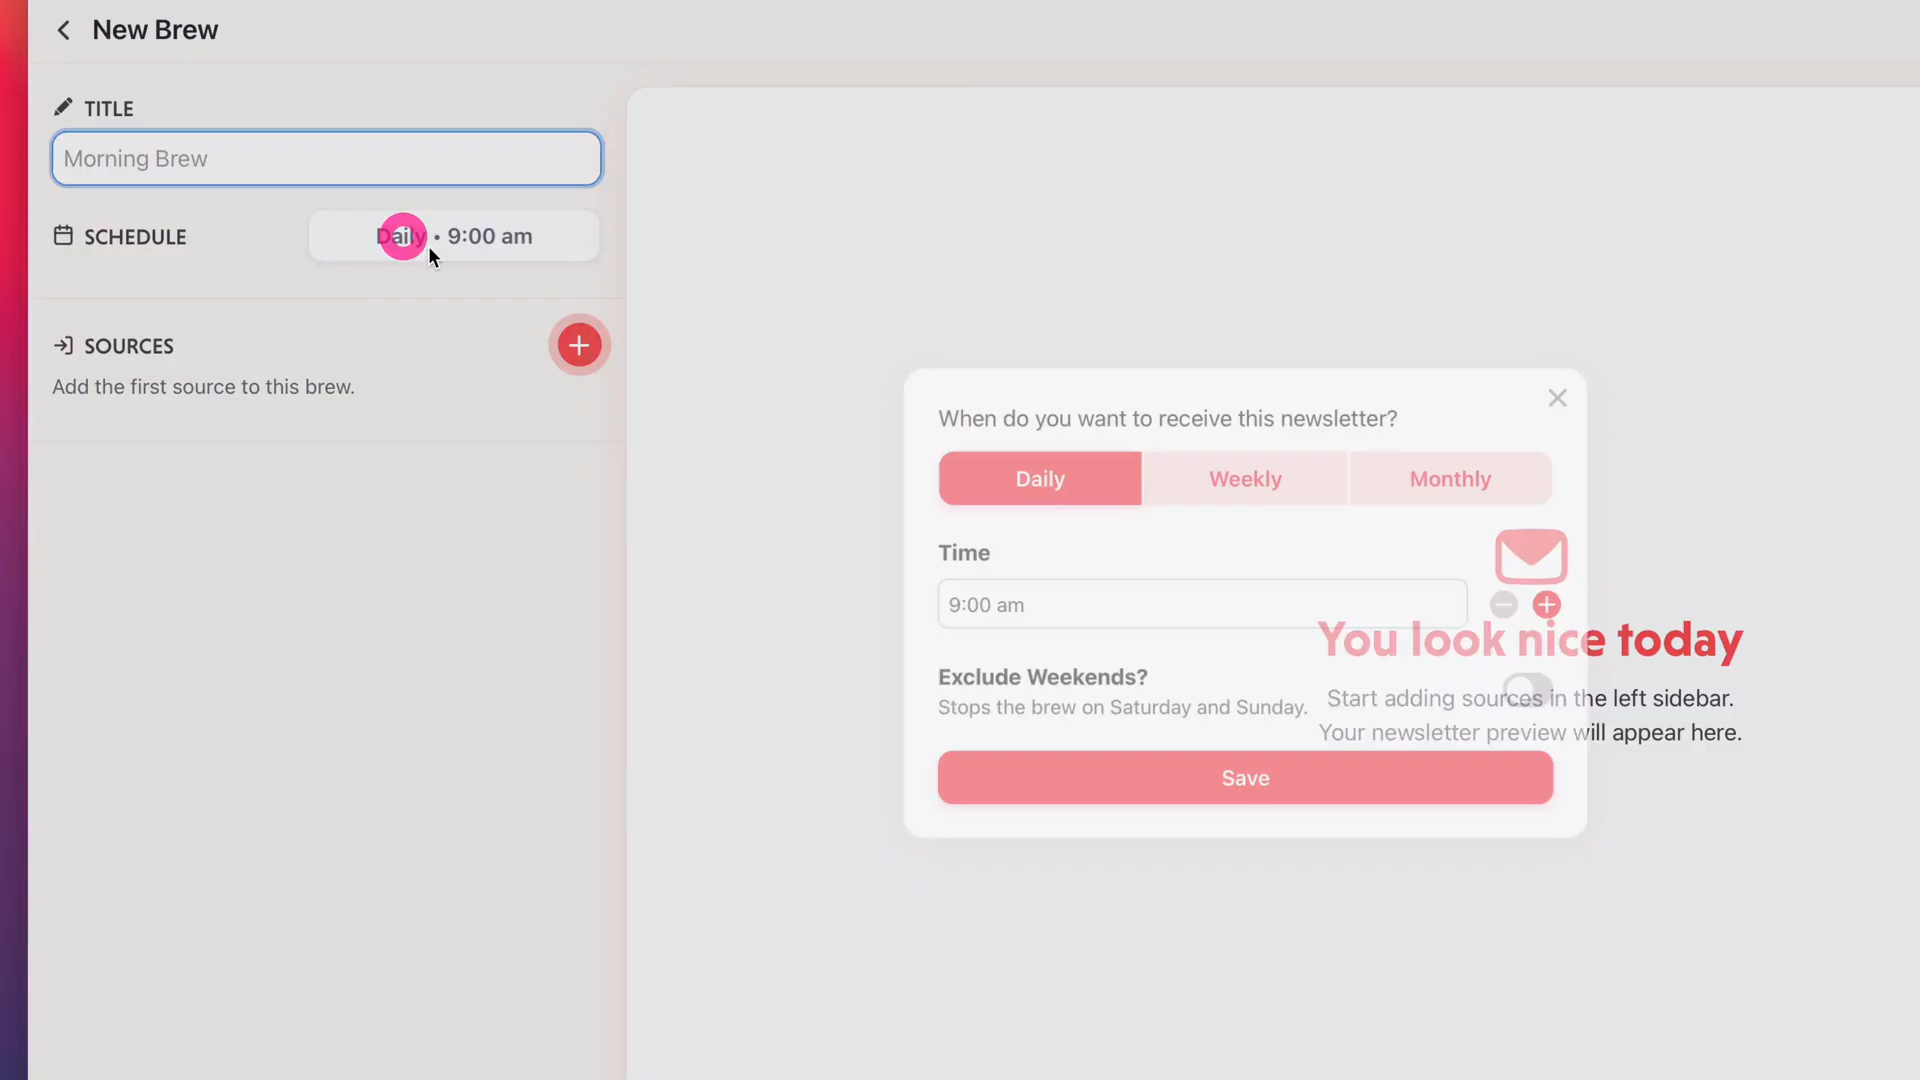 New Brew
TITLE
Morning Brew
SCHEDULE
Daily • 9:00 am
SOURCES
Add the first source to this brew.
When do you want to receive this newsletter?
Daily
Weekly
Monthly
Time
9:00 am
You look nice today
Exclude Weekends?
Stops the brew on Saturday and Sunday.
Start adding sources in the left sidebar.
Your newsletter preview will appear here.
Save